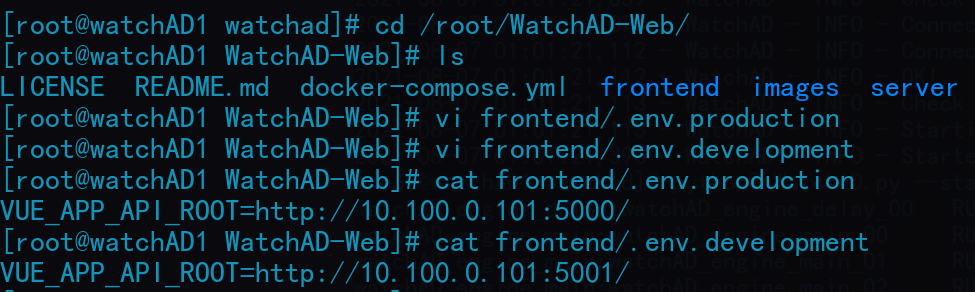 [root@watchAD1 watchad]# cd /root/WatchAD-Web/
[root@watchAD1 WatchAD-Web]# ls
LICENSE README.md docker-compose.yml frontend images server
[root@watchAD1 WatchAD-Web]# vi frontend/.env.production
[root@watchAD1 WatchAD-Web]# vi frontend/.env.development
[root@watchAD1 WatchAD-Web]# cat frontend/.env.production
VUE_APP_API_ROOT=http://10.100.0.101:5000/
[root@watchAD1 WatchAD-Web]# cat frontend/.env.development
VUE_APP_API_ROOT=http://10.100.0.101:5001/